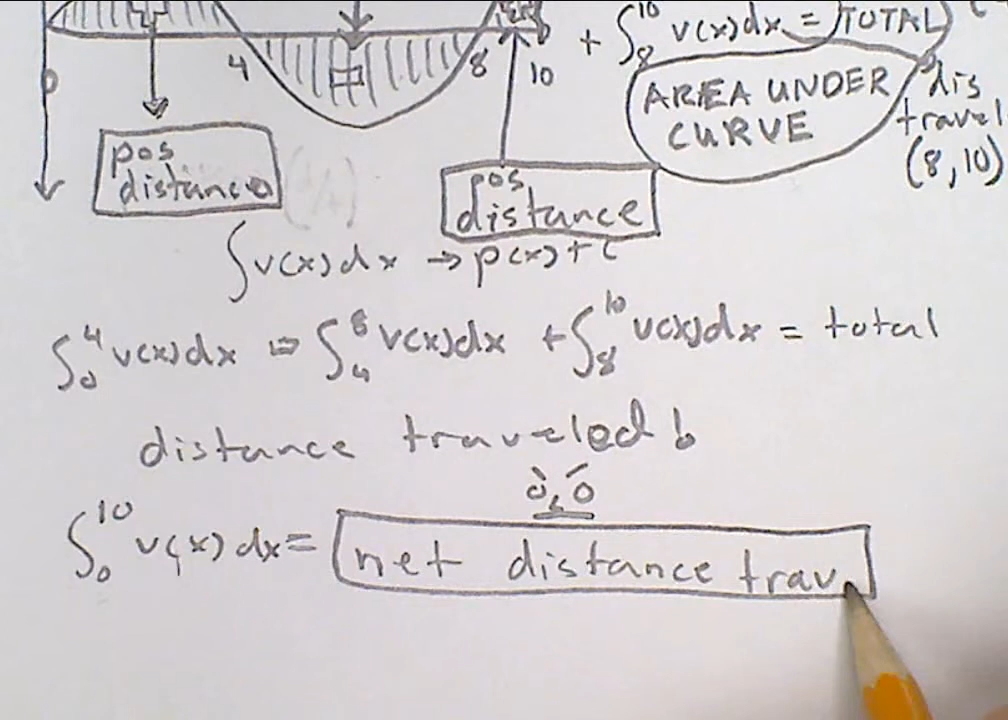 + ∫₈¹⁰ v(x)dx = TOTAL
4
8
10
AREA UNDER
CURVE
dis
travel
(8,10)
pos
distance
pos
distance
∫v(x)dx → p(x)+C
∫₀⁴ v(x)dx - ∫₄⁸ v(x)dx + ∫₈¹⁰ v(x)dx = total
distance traveled!
∫₀¹⁰ v(x)dx = net distance trav